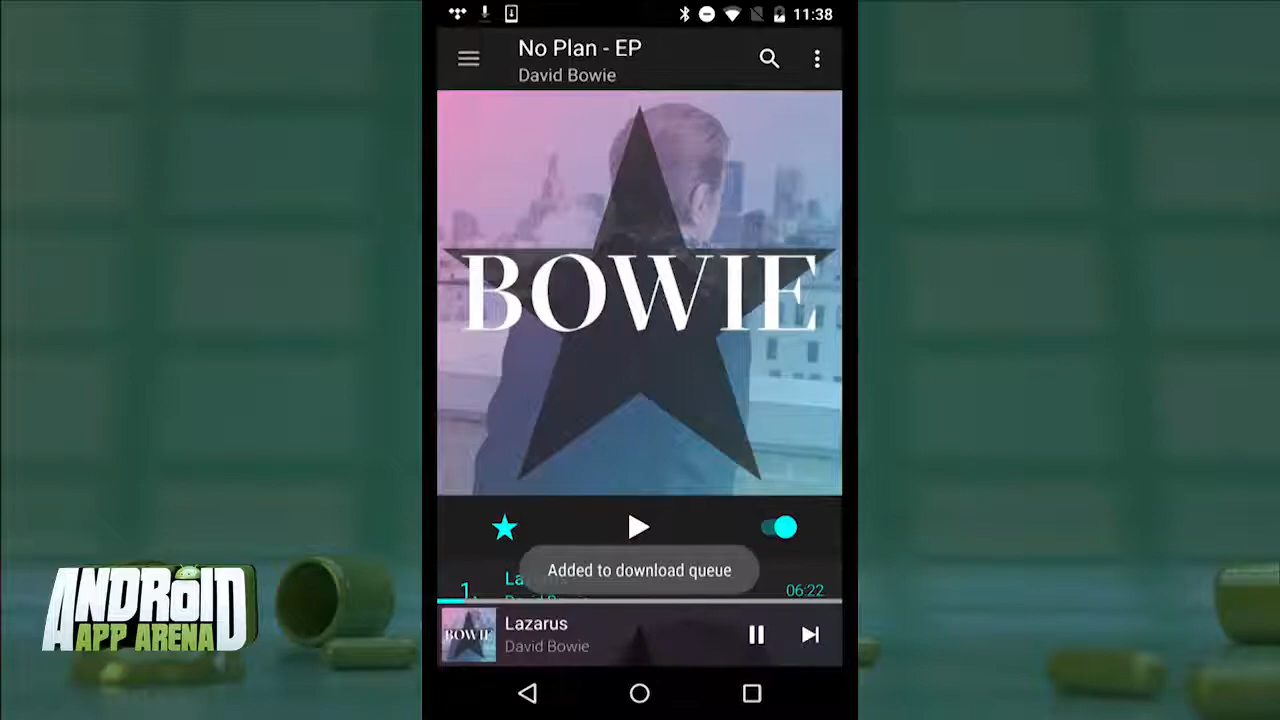 11:38
No Plan - EP
David Bowie
BOWIE
Added to download queue
1
06:22
BOWIE
Lazarus
David Bowie
ANDROID
APP ARENA